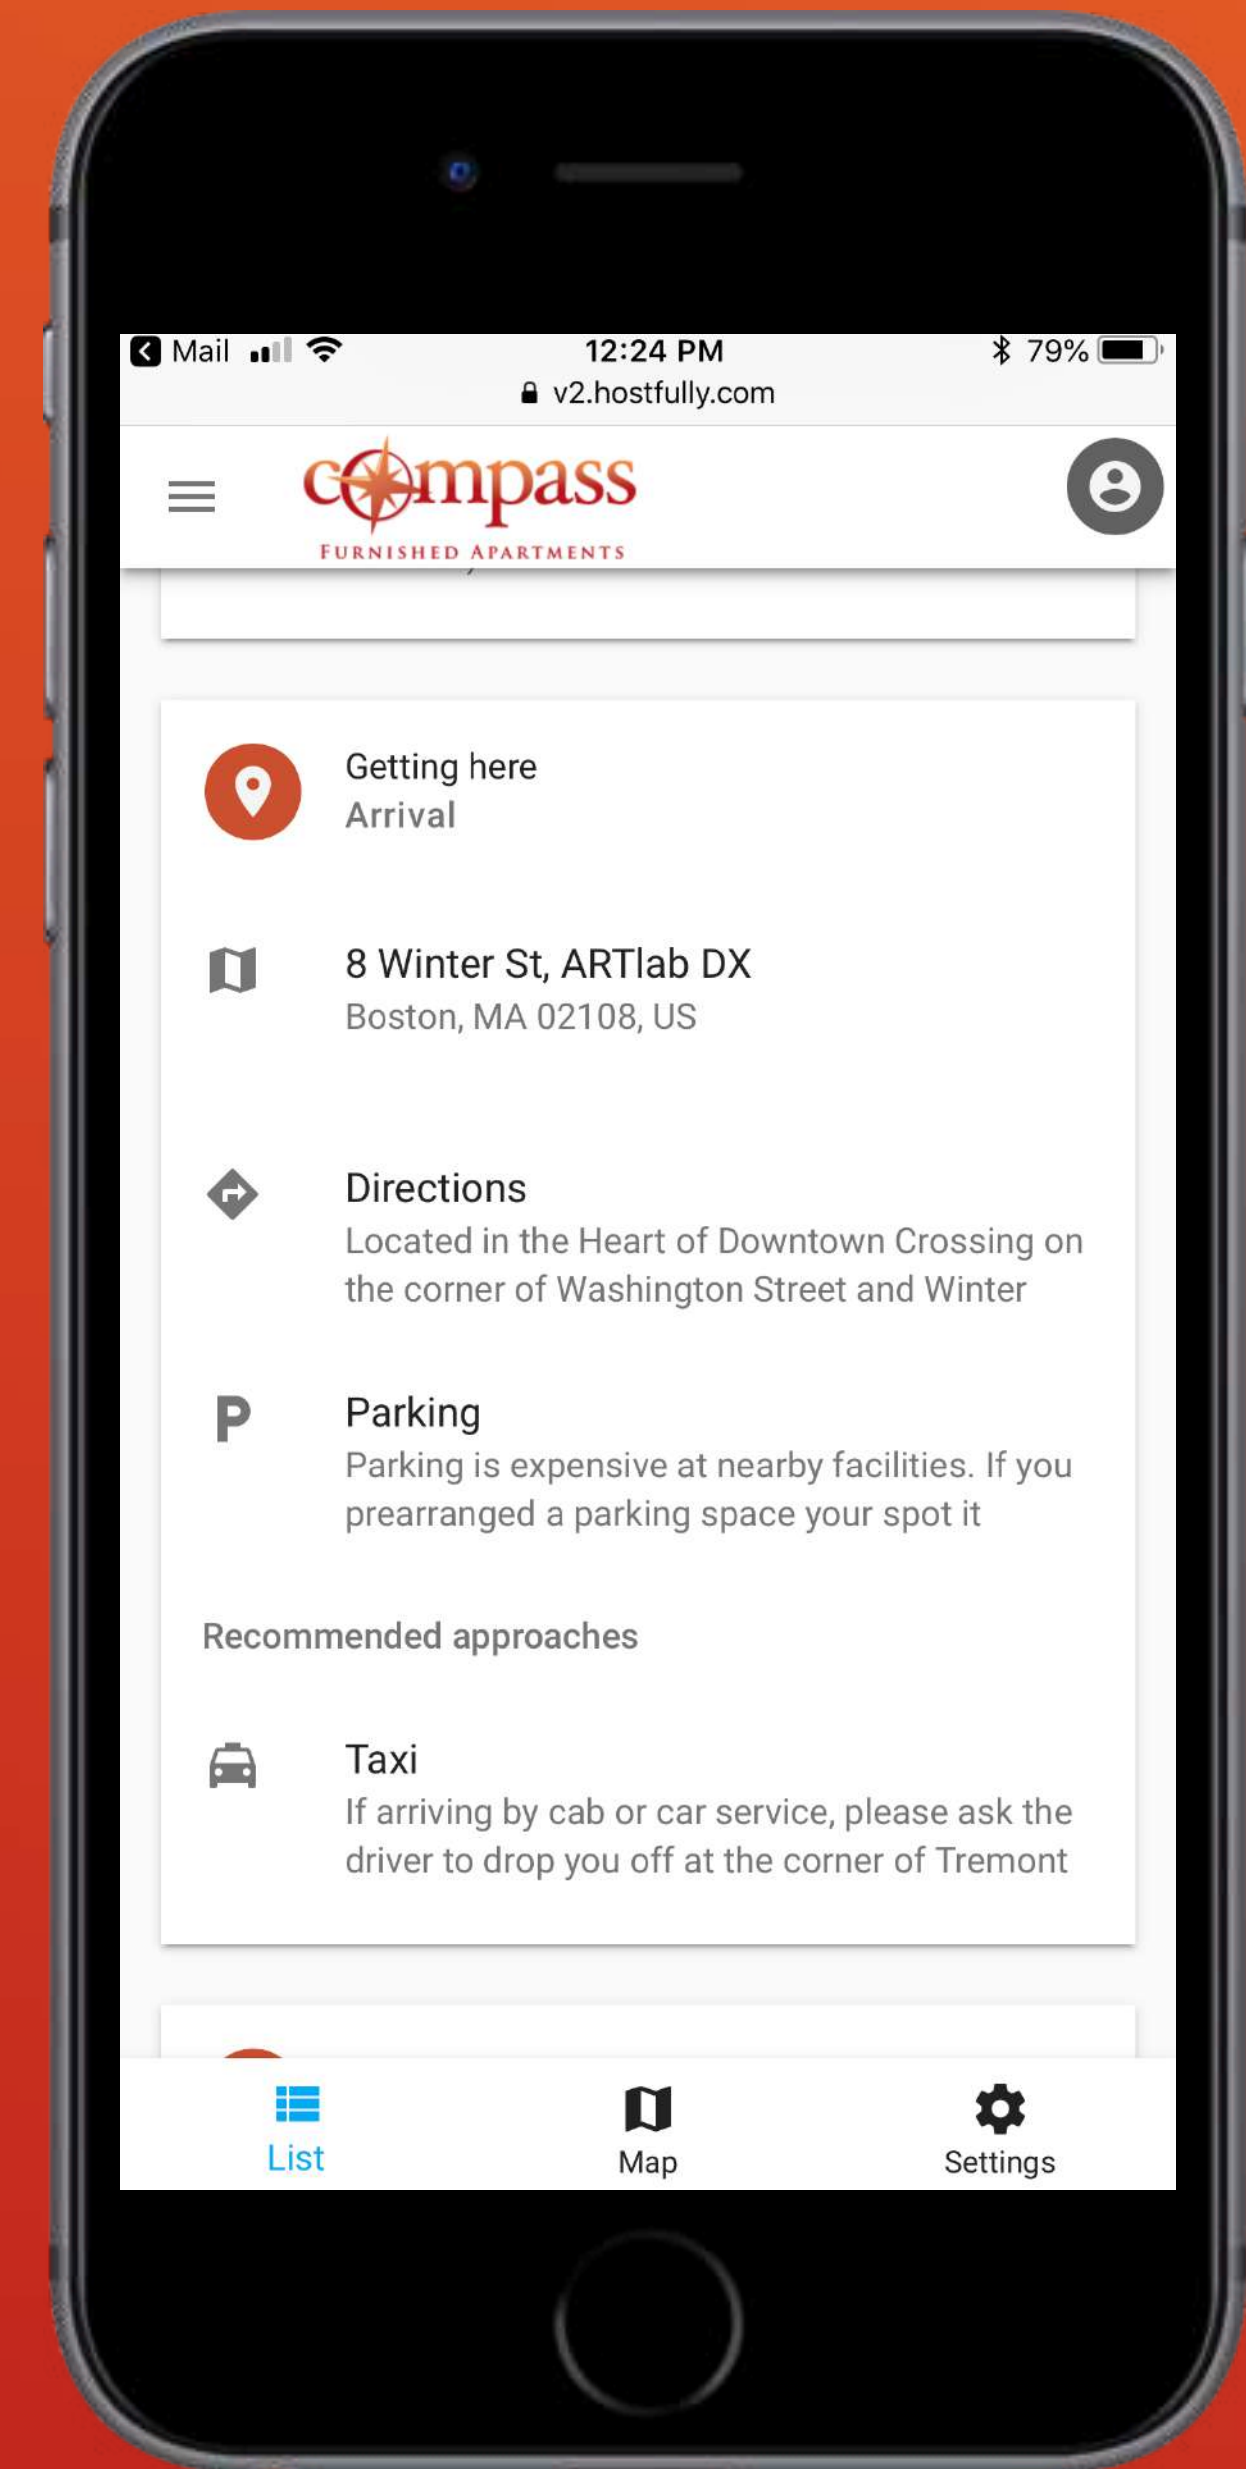 Mail
12:24 PM
79%
v2.hostfully.com
compass
FURNISHED APARTMENTS
Getting here
Arrival
8 Winter St, ARTlab DX
Boston, MA 02108, US
Directions
Located in the Heart of Downtown Crossing on
the corner of Washington Street and Winter
P
Parking
Parking is expensive at nearby facilities. If you
prearranged a parking space your spot it
Recommended approaches
Taxi
If arriving by cab or car service, please ask the
driver to drop you off at the corner of Tremont
List
Map
Settings